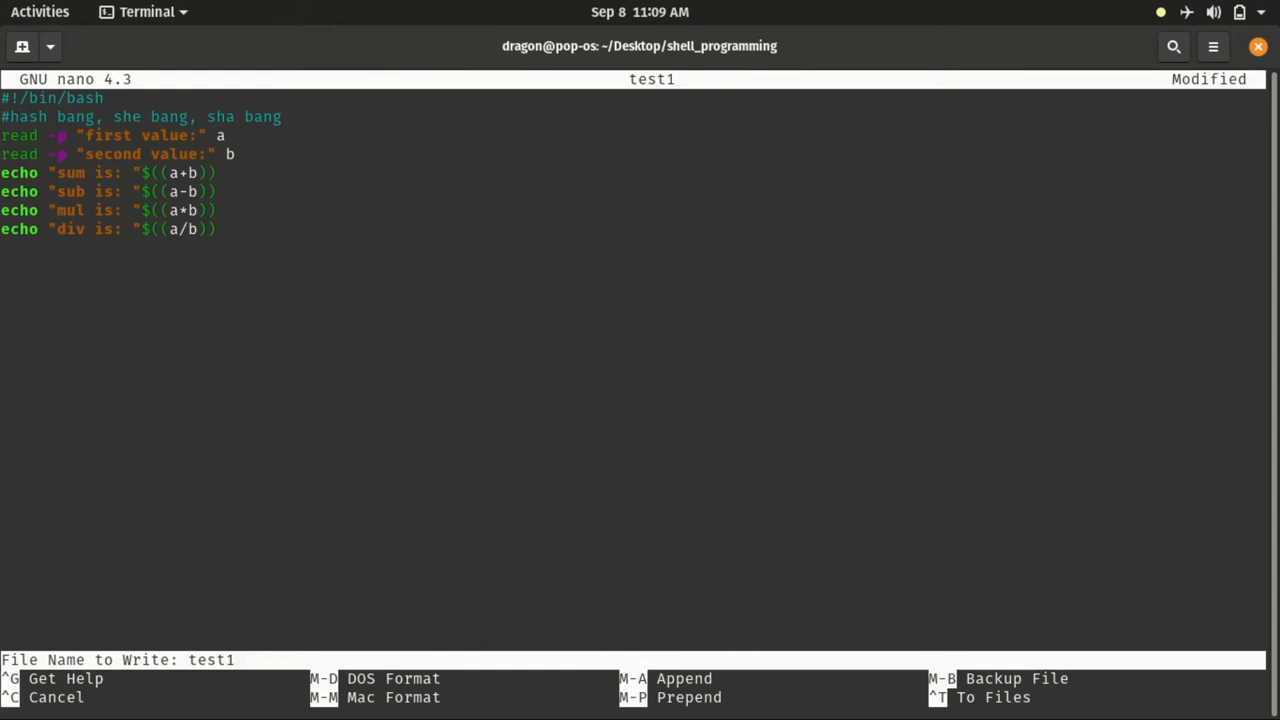 Activities Terminal Sep 8 11:09 AM
dragon@pop-os: ~/Desktop/shell_programming
GNU nano 4.3 test1 Modified
#!/bin/bash
#hash bang, she bang, sha bang
read -p "first value:" a
read -p "second value:" b
echo "sum is: "$((a+b))
echo "sub is: "$((a-b))
echo "mul is: "$((a*b))
echo "div is: "$((a/b))
File Name to Write: test1
^G Get Help M-D DOS Format M-A Append M-B Backup File
^C Cancel M-M Mac Format M-P Prepend ^T To Files